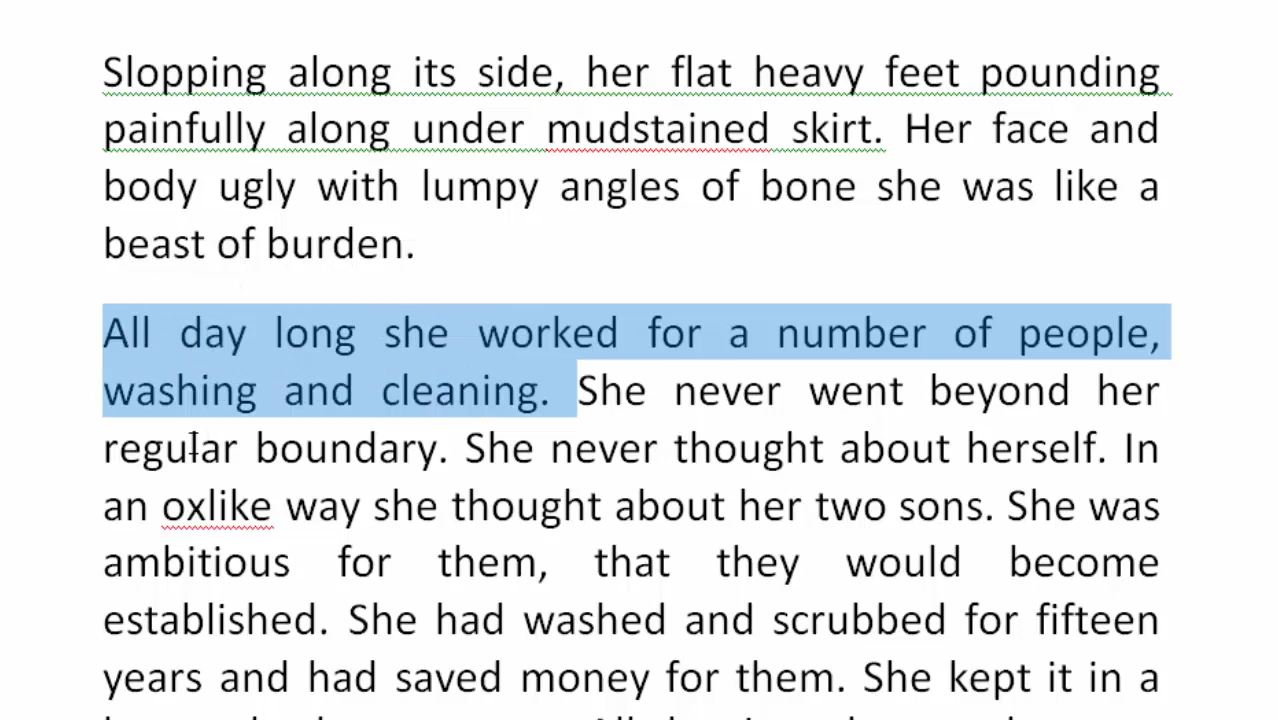 Slopping along its side, her flat heavy feet pounding
painfully along under mudstained skirt. Her face and
body ugly with lumpy angles of bone she was like a
beast of burden.
All day long she worked for a number of people,
washing and cleaning. She never went beyond her
regular boundary. She never thought about herself. In
an oxlike way she thought about her two sons. She was
ambitious for them, that they would become
established. She had washed and scrubbed for fifteen
years and had saved money for them. She kept it in a